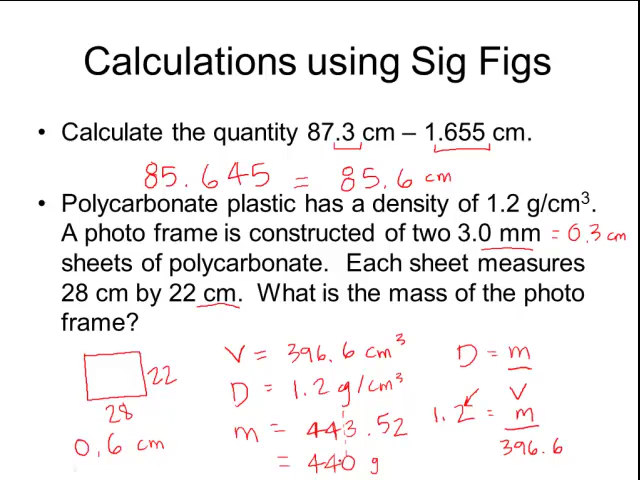 Calculations using Sig Figs
• Calculate the quantity 87.3 cm – 1.655 cm.
85.645 = 85.6 cm
• Polycarbonate plastic has a density of 1.2 g/cm³.
A photo frame is constructed of two 3.0 mm = 0.3 cm
sheets of polycarbonate. Each sheet measures
28 cm by 22 cm. What is the mass of the photo
frame?
22
28
0.6 cm
V = 396.6 cm³
D = 1.2 g/cm³
m = 443.52
= 440 g
D = m
V
1.2 = m
396.6